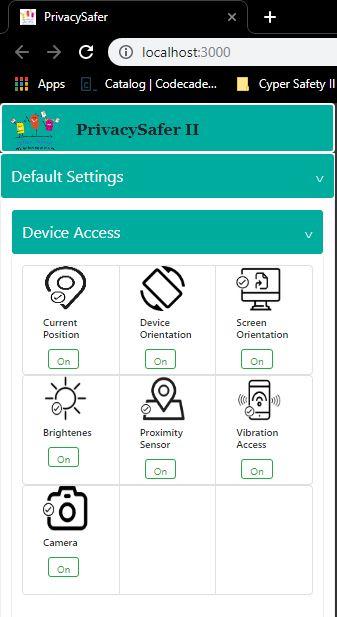 PrivacySafer
localhost:3000
Apps
Catalog | Codecade...
Cyper Safety II
PrivacySafer II
Default Settings
Device Access
Current
Position
On
Device
Orientation
On
Screen
Orientation
On
Brightenes
On
Proximity
Sensor
On
Vibration
Access
On
Camera
On